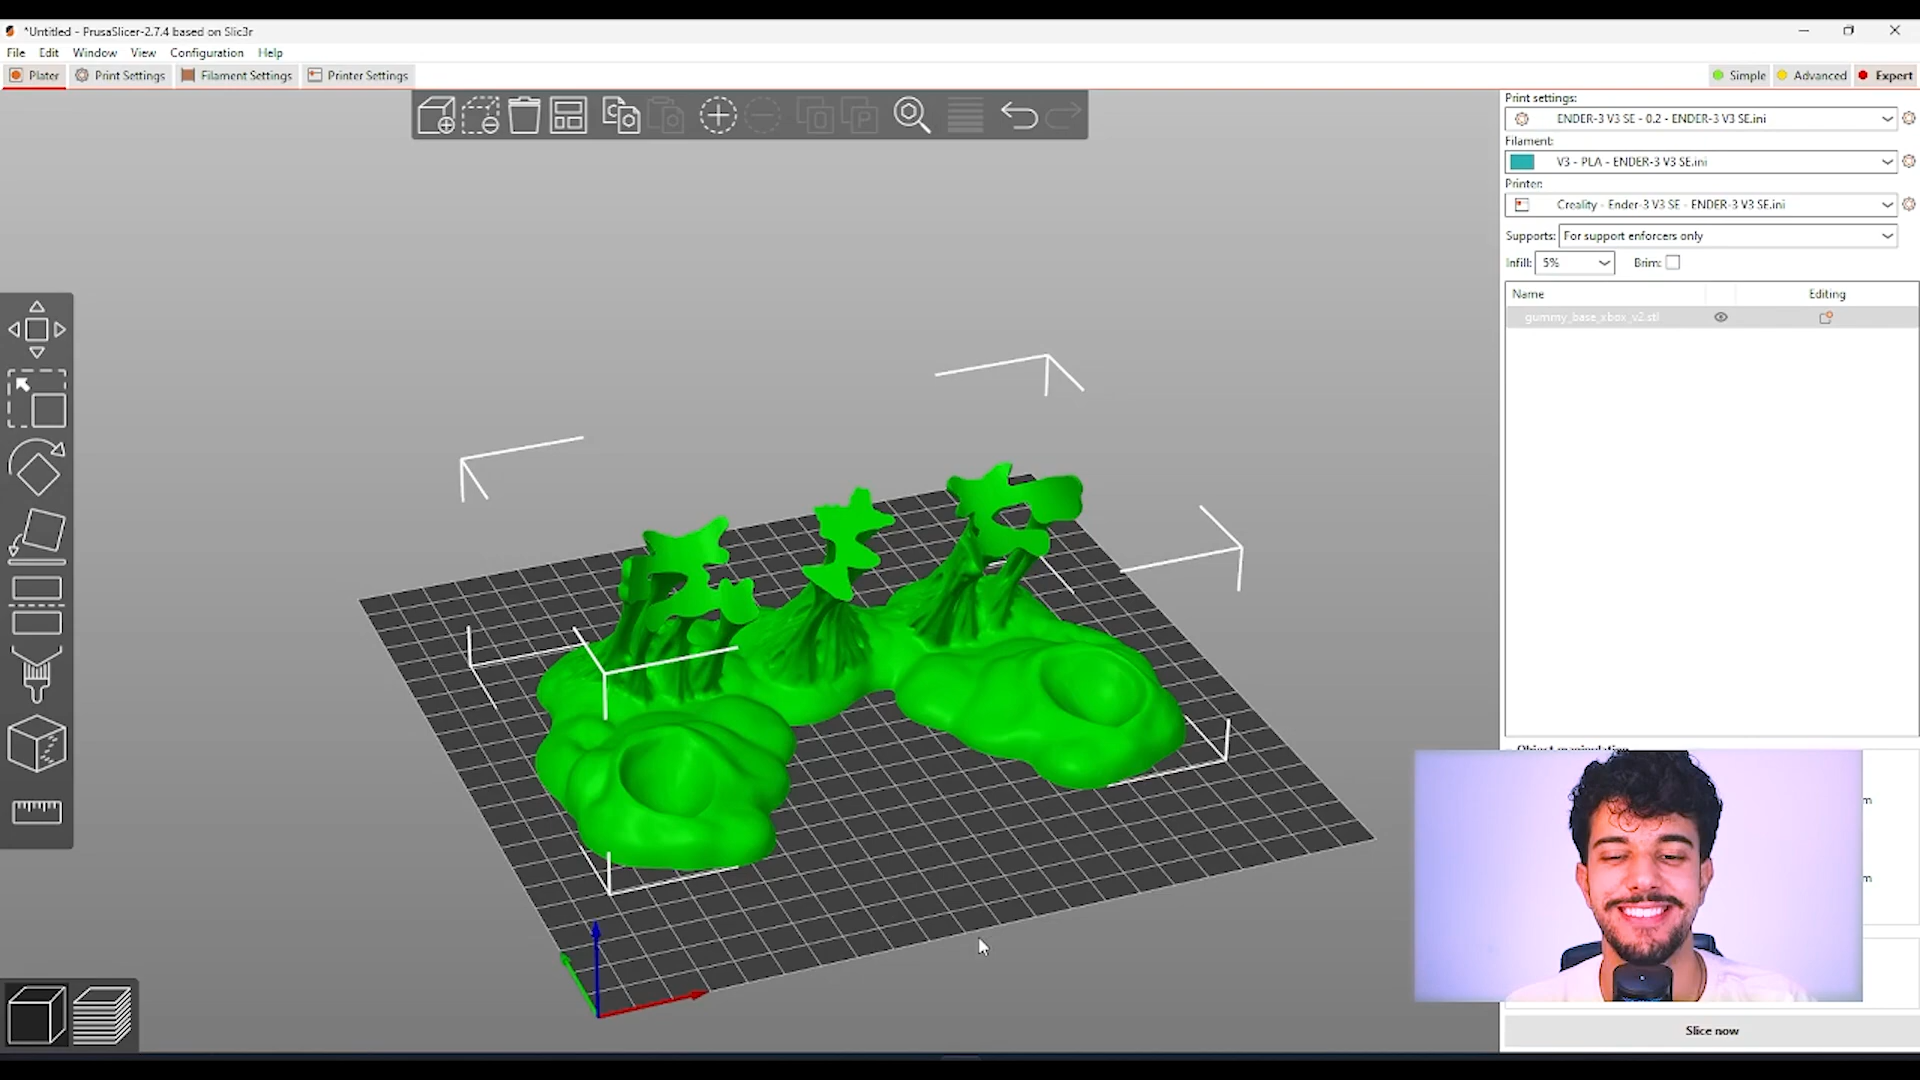 *Untitled - PrusaSlicer-2.7.4 based on Slic3r
File Edit Window View Configuration Help
Plater Print Settings Filament Settings Printer Settings Simple Advanced Expert
Print settings:
ENDER-3 V3 SE - 0.2 - ENDER-3 V3 SE.ini
Filament:
V3 - PLA - ENDER-3 V3 SE.ini
Printer:
Creality - Ender-3 V3 SE - ENDER-3 V3 SE.ini
Supports: For support enforcers only
Infill: 5% Brim:
Name Editing
gummy_base_xbox_v2.stl
Slice now